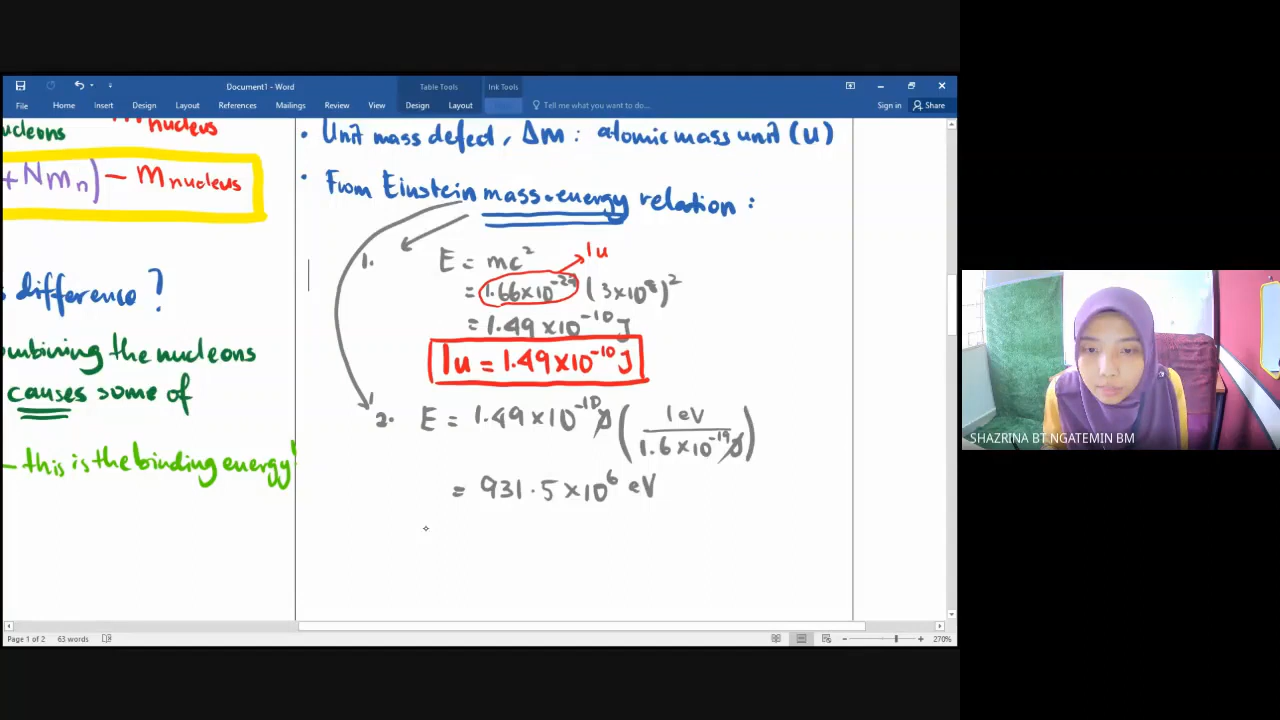 Document1 - Word
Table Tools
Ink Tools
File
Home
Insert
Design
Layout
References
Mailings
Review
View
Design
Layout
Tell me what you want to do...
Sign in
Share
nucleus
+ Nmn) - Mnucleus
difference?
the nucleons
causes some of
- this is the binding energy!
• Unit mass defect, Δm : atomic mass unit (u)
• From Einstein mass-energy relation :
1. E = mc²
1u
= 1.66×10⁻²⁷ (3×10⁸)²
= 1.49×10⁻¹⁰ J
1u = 1.49×10⁻¹⁰ J
2. E = 1.49×10⁻¹⁰ J ( 1 eV / 1.6×10⁻¹⁹ J )
= 931.5×10⁶ eV
Page 1 of 2
63 words
270%
SHAZRINA BT NGATEMIN BM